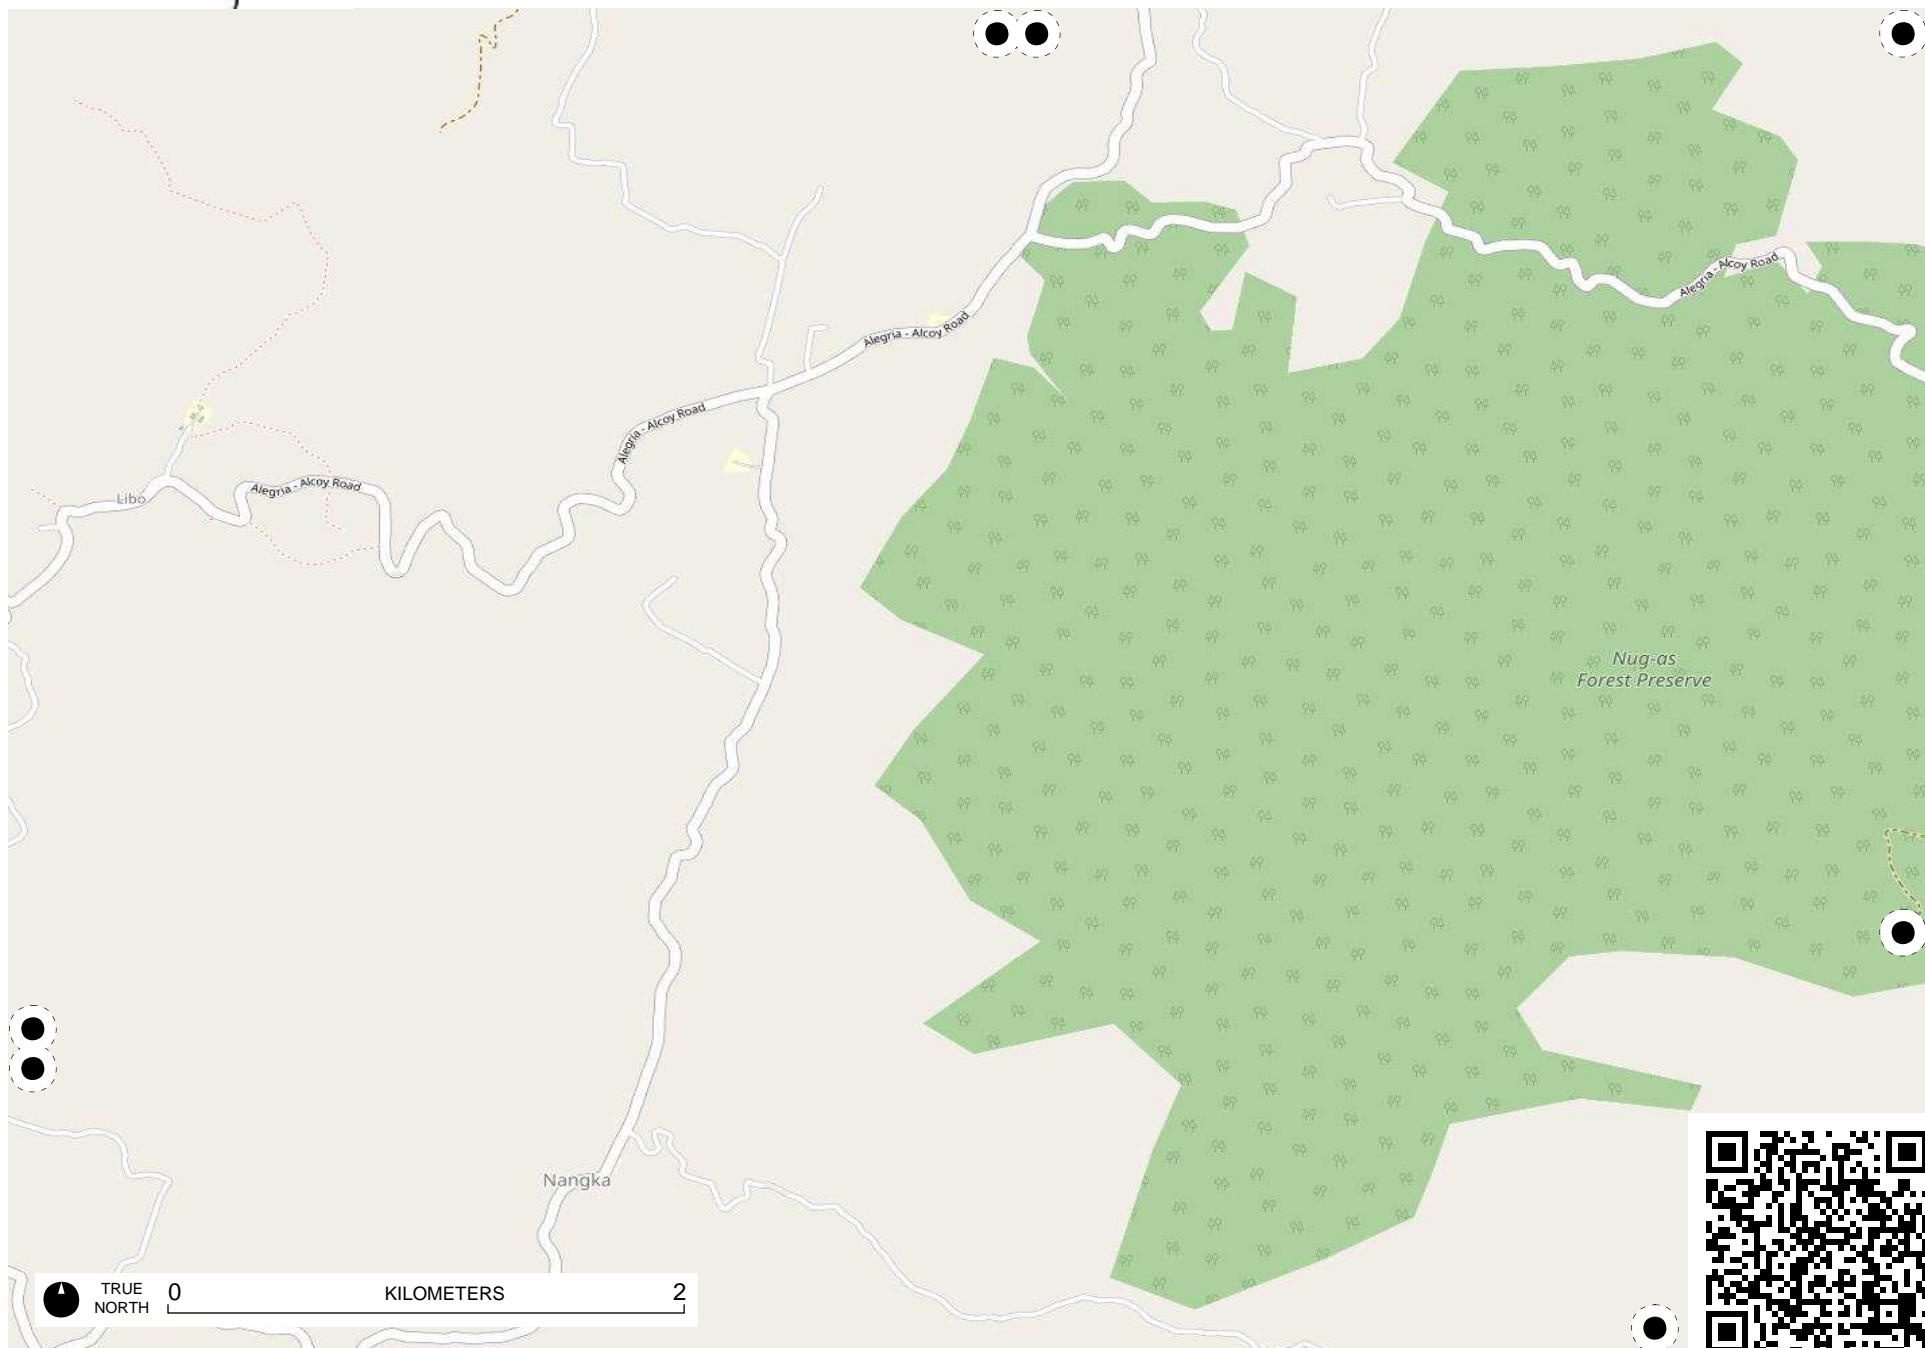 Alegria - Alcoy Road
Alegria - Alcoy Road
Alegria - Alcoy Road
Alegria - Alcoy Road
Libo
Nug-as
Forest Preserve
Nangka
TRUE
NORTH
0
KILOMETERS
2